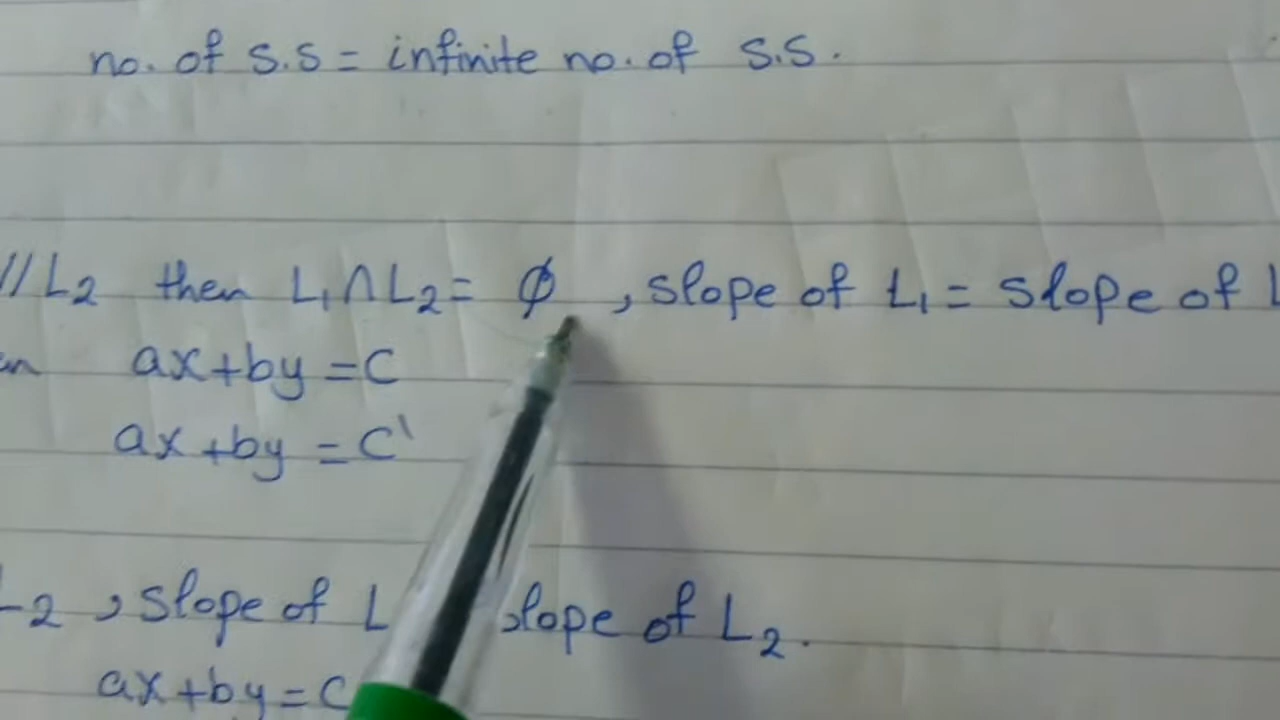 no. of S.S = infinite no. of S.S.
//L2 then L1∩L2= ∅ , slope of L1 = slope of L
ax+by=C
ax+by=C'
L2 , slope of L slope of L2.
ax+by=C